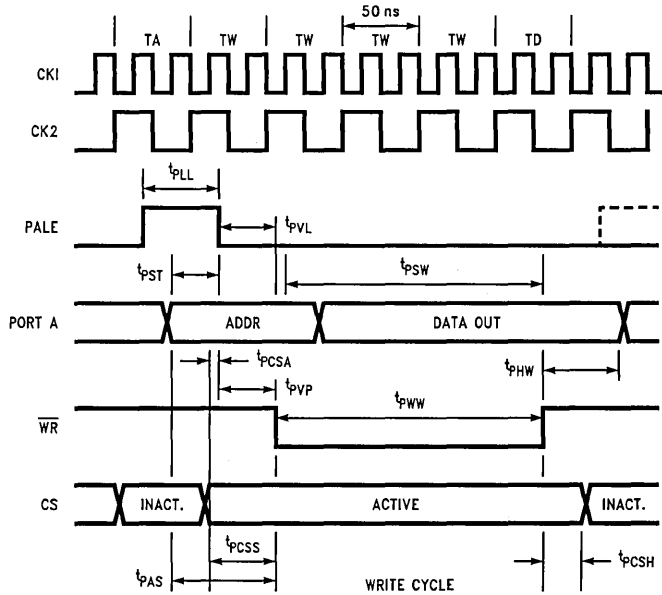 50 ns
TA TW TW TW TW TD
CK1
CK2
tPLL
PALE
tPVL
tPST
tPSW
PORT A
ADDR
DATA OUT
tPCSA
tPHW
tPVP
WR
tPWW
CS
INACT.
ACTIVE
INACT.
tPCSS
tPCSH
tPAS
WRITE CYCLE